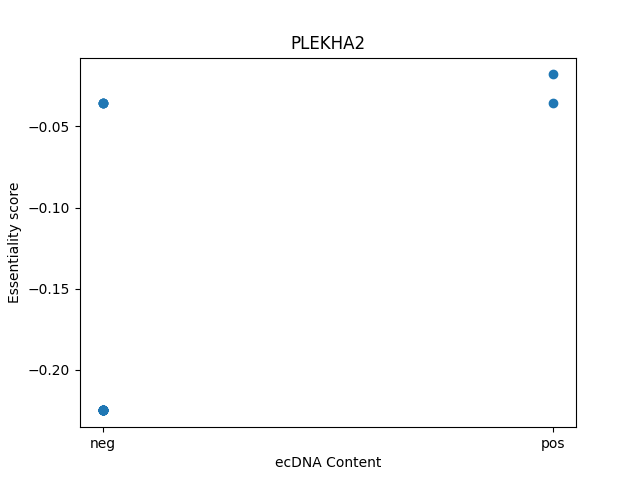 PLEKHA2
Essentiality score
−0.05
−0.10
−0.15
−0.20
neg
pos
ecDNA Content